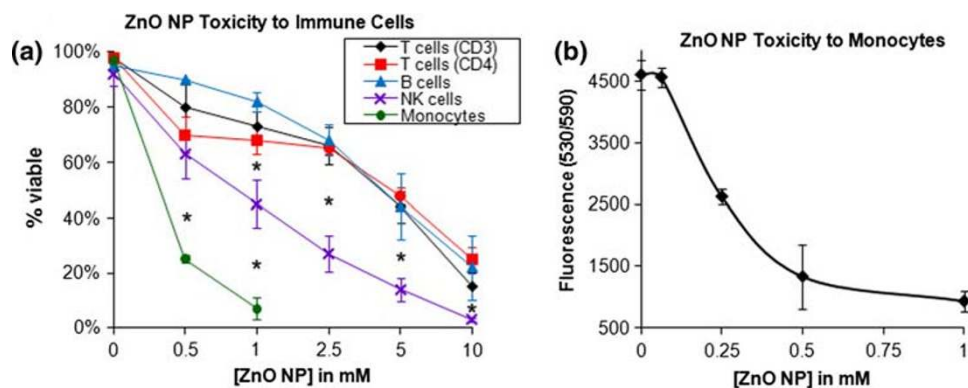 ZnO NP Toxicity to Immune Cells
(a)
100%
80%
60%
40%
20%
0%
% viable
T cells (CD3)
T cells (CD4)
B cells
NK cells
Monocytes
*
*
*
*
*
*
0 0.5 1 2.5 5 10
[ZnO NP] in mM
(b)
ZnO NP Toxicity to Monocytes
4500
3500
2500
1500
500
Fluorescence (530/590)
0 0.25 0.5 0.75 1
[ZnO NP] in mM